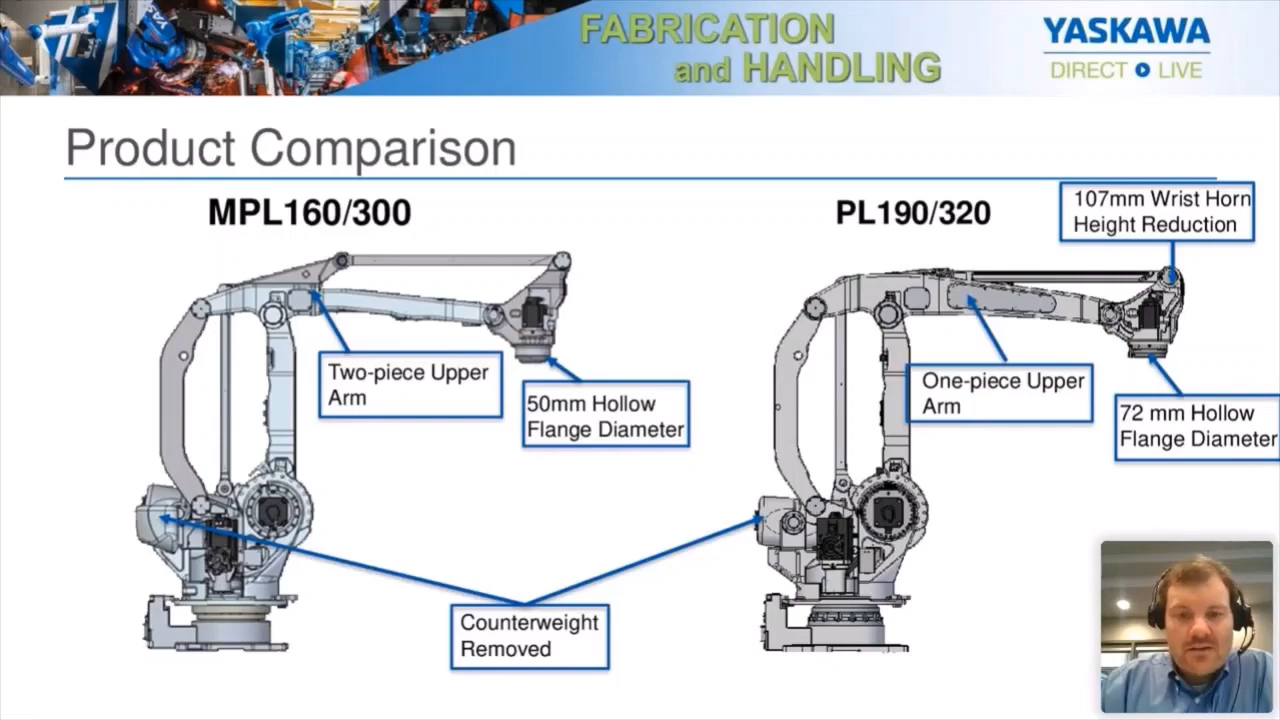 FABRICATION
and HANDLING
YASKAWA
DIRECT LIVE
Product Comparison
MPL160/300
PL190/320
107mm Wrist Horn
Height Reduction
Two-piece Upper
Arm
50mm Hollow
Flange Diameter
One-piece Upper
Arm
72 mm Hollow
Flange Diameter
Counterweight
Removed